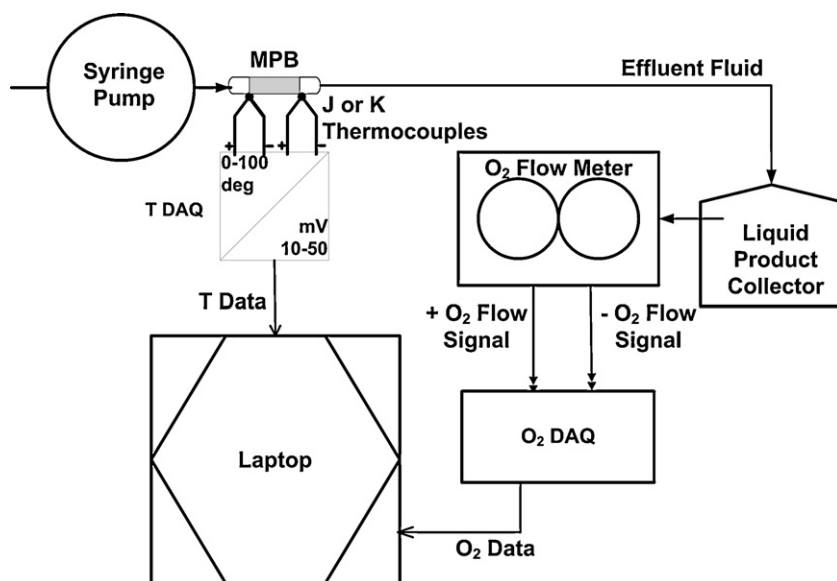 MPB
Syringe
Pump
Effluent Fluid
J or K
Thermocouples
+ - + -
0-100
deg
T DAQ
mV
10-50
O₂ Flow Meter
Liquid
Product
Collector
T Data
+ O₂ Flow
Signal
- O₂ Flow
Signal
O₂ DAQ
Laptop
O₂ Data